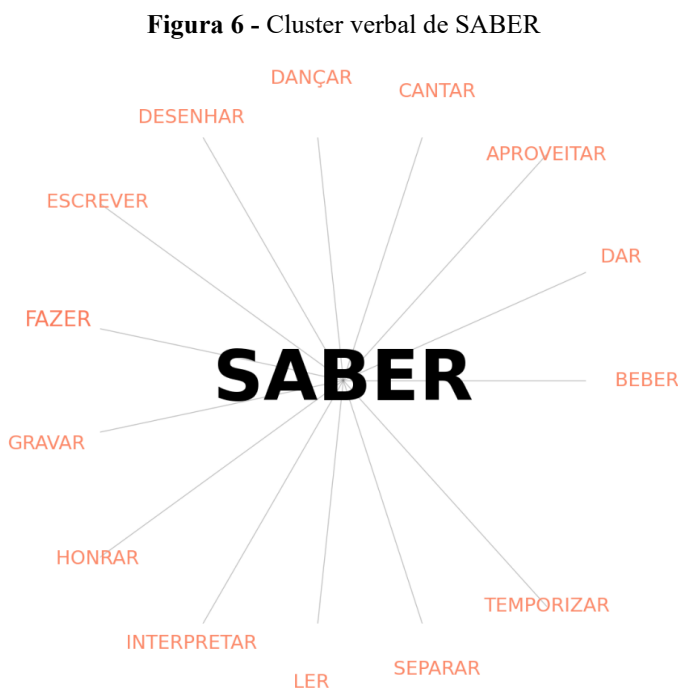 Figura 6 - Cluster verbal de SABER
DANÇAR
CANTAR
DESENHAR
APROVEITAR
ESCREVER
DAR
FAZER
SABER
BEBER
GRAVAR
HONRAR
TEMPORIZAR
INTERPRETAR
SEPARAR
LER